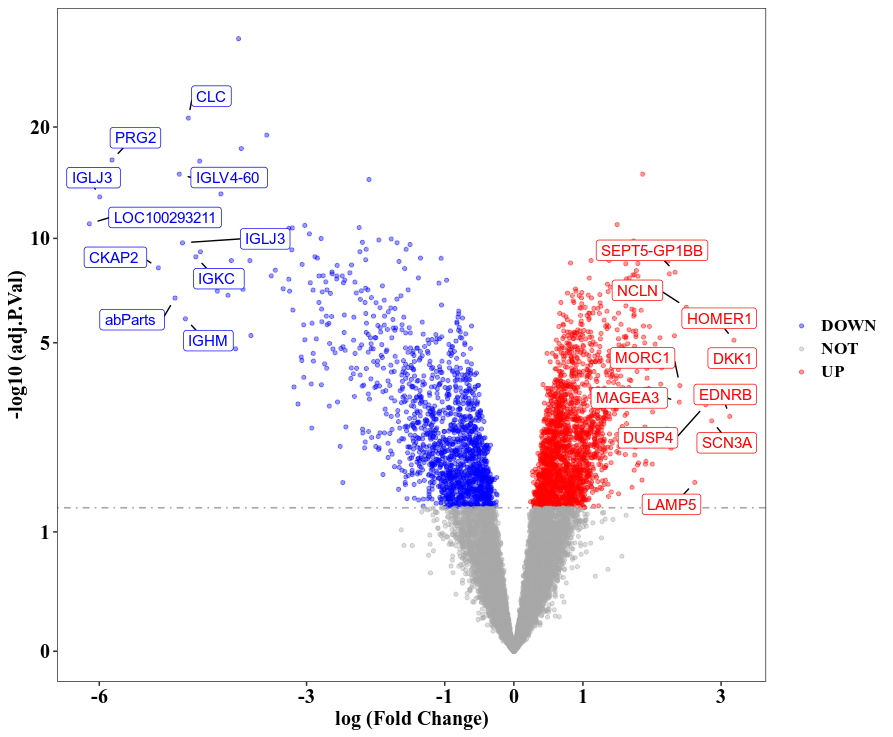 CLC
20
PRG2
IGLJ3
IGLV4-60
LOC100293211
10
IGLJ3
SEPT5-GP1BB
CKAP2
IGKC
NCLN
abParts
HOMER1
IGHM
5
MORC1
DKK1
MAGEA3
EDNRB
DUSP4
SCN3A
LAMP5
1
0
-log10 (adj.P.Val)
-6
-3
-1
0
1
3
log (Fold Change)
DOWN
NOT
UP